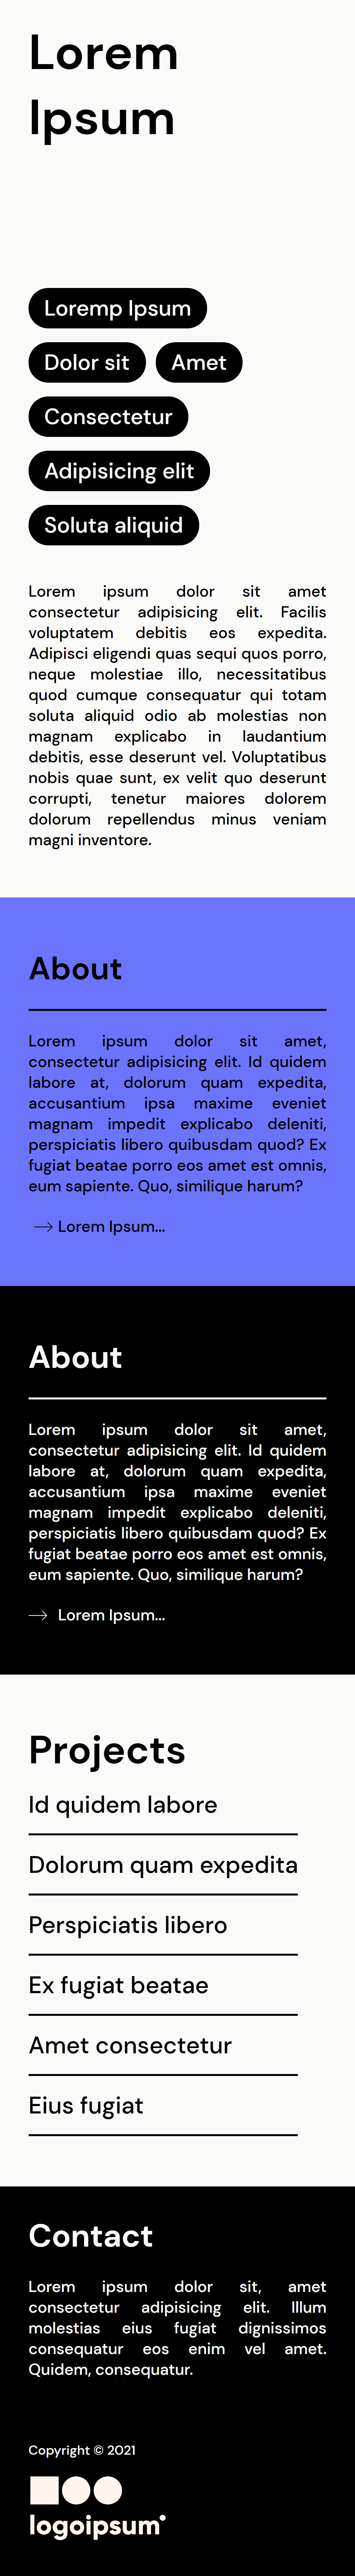 Lorem
Ipsum
Loremp Ipsum
Dolor sit Amet
Consectetur
Adipisicing elit
Soluta aliquid
Lorem ipsum dolor sit amet
consectetur adipisicing elit. Facilis
voluptatem debitis eos expedita.
Adipisci eligendi quas sequi quos porro,
neque molestiae illo, necessitatibus
quod cumque consequatur qui totam
soluta aliquid odio ab molestias non
magnam explicabo in laudantium
debitis, esse deserunt vel. Voluptatibus
nobis quae sunt, ex velit quo deserunt
corrupti, tenetur maiores dolorem
dolorum repellendus minus veniam
magni inventore.
About
Lorem ipsum dolor sit amet,
consectetur adipisicing elit. Id quidem
labore at, dolorum quam expedita,
accusantium ipsa maxime eveniet
magnam impedit explicabo deleniti,
perspiciatis libero quibusdam quod? Ex
fugiat beatae porro eos amet est omnis,
eum sapiente. Quo, similique harum?
Lorem Ipsum...
About
Lorem ipsum dolor sit amet,
consectetur adipisicing elit. Id quidem
labore at, dolorum quam expedita,
accusantium ipsa maxime eveniet
magnam impedit explicabo deleniti,
perspiciatis libero quibusdam quod? Ex
fugiat beatae porro eos amet est omnis,
eum sapiente. Quo, similique harum?
Lorem Ipsum...
Projects
Id quidem labore
Dolorum quam expedita
Perspiciatis libero
Ex fugiat beatae
Amet consectetur
Eius fugiat
Contact
Lorem ipsum dolor sit, amet
consectetur adipisicing elit. Illum
molestias eius fugiat dignissimos
consequatur eos enim vel amet.
Quidem, consequatur.
Copyright © 2021
logoipsum